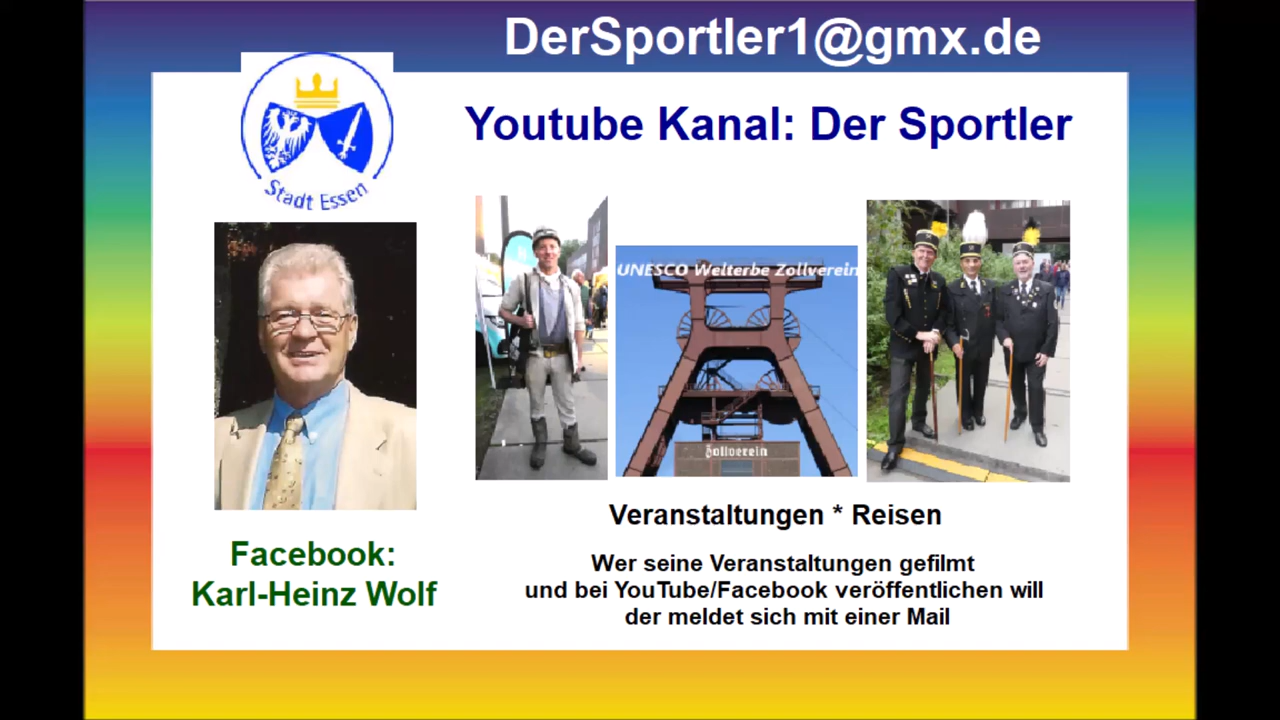 DerSportler1@gmx.de
Stadt Essen
Youtube Kanal: Der Sportler
UNESCO Welterbe Zollverein
Zollverein
Veranstaltungen * Reisen
Facebook:
Karl-Heinz Wolf
Wer seine Veranstaltungen gefilmt
und bei YouTube/Facebook veröffentlichen will
der meldet sich mit einer Mail